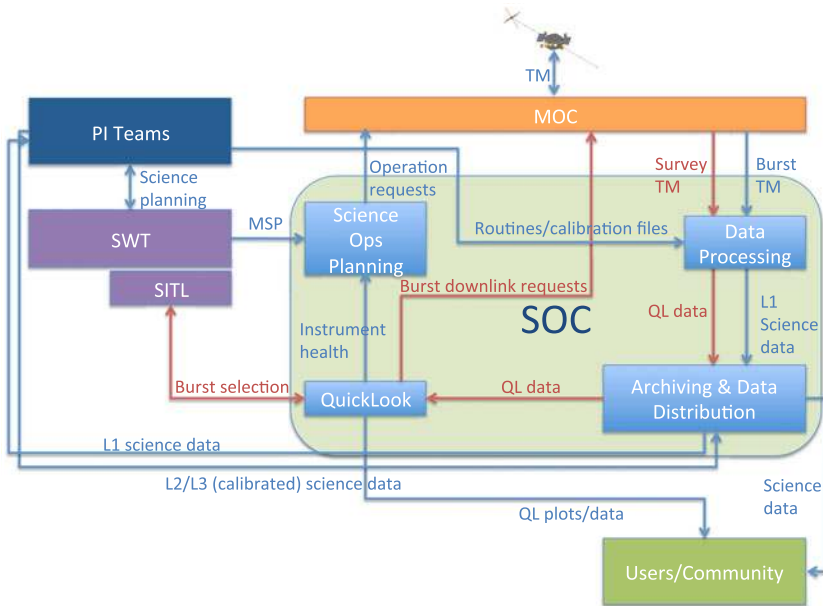 TM
MOC
PI Teams
Science
planning
Operation
requests
Survey
TM
Burst
TM
SWT
MSP
Science
Ops
Planning
Routines/calibration files
Data
Processing
SITL
Burst downlink requests
SOC
QL data
L1
Science
data
Instrument
health
Burst selection
QuickLook
QL data
Archiving & Data
Distribution
L1 science data
L2/L3 (calibrated) science data
Science
data
QL plots/data
Users/Community